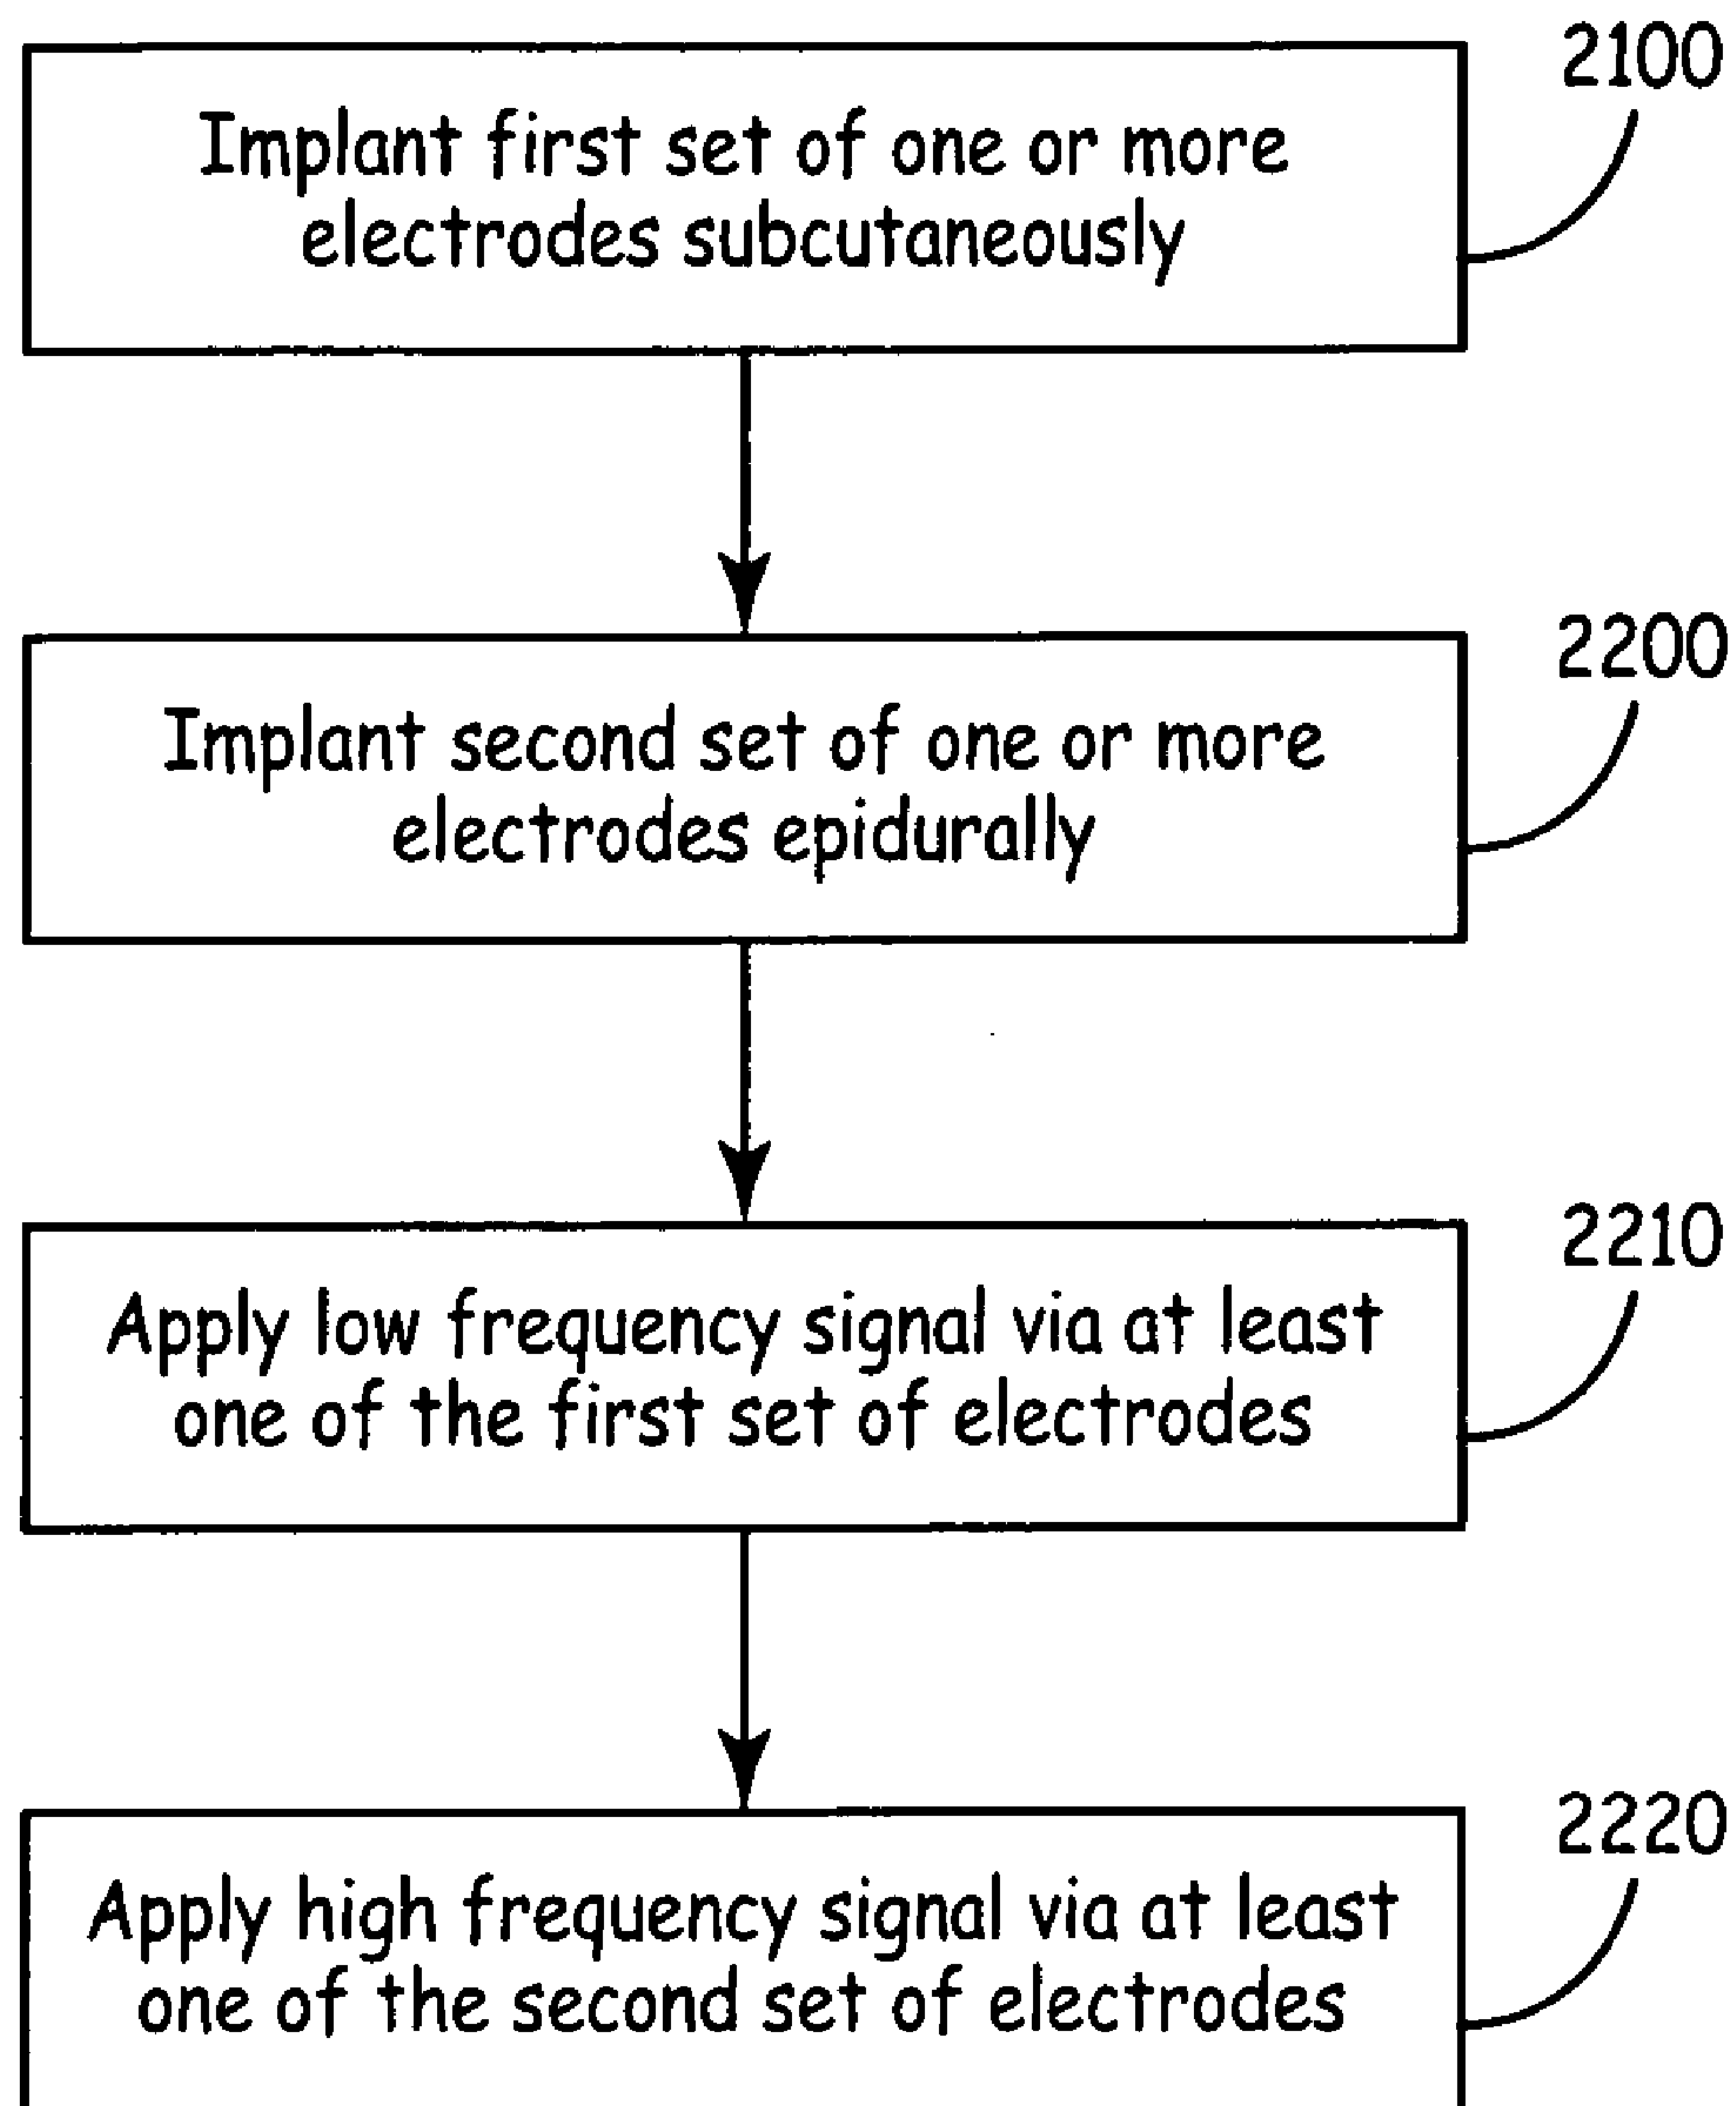 2100
Implant first set of one or more
electrodes subcutaneously
2200
Implant second set of one or more
electrodes epidurally
2210
Apply low frequency signal via at least
one of the first set of electrodes
2220
Apply high frequency signal via at least
one of the second set of electrodes